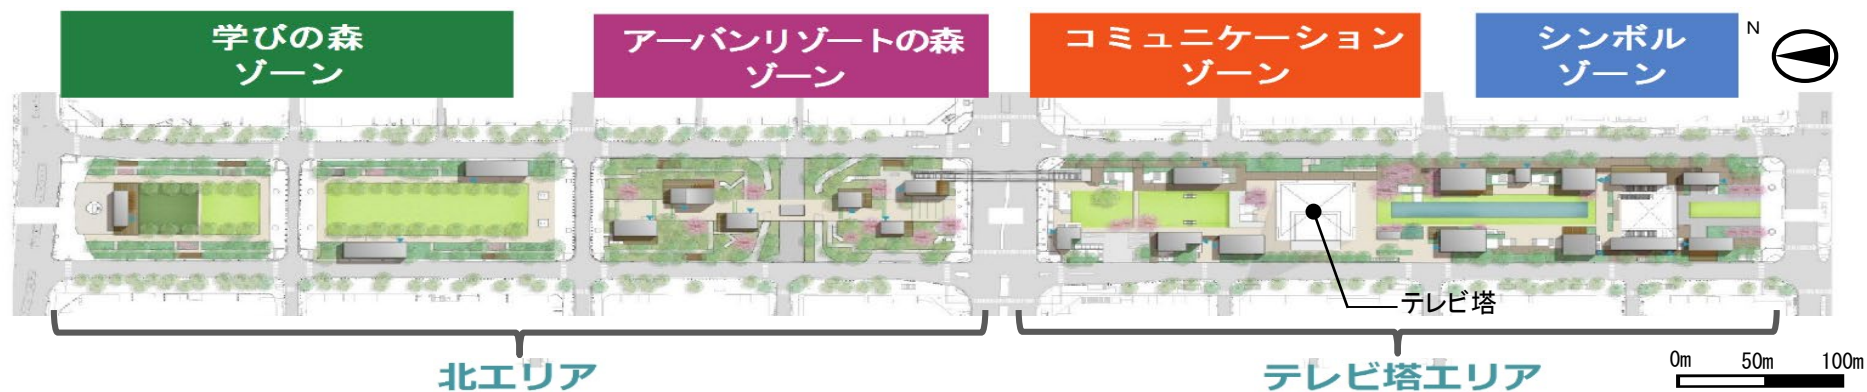 学びの森
ゾーン
アーバンリゾートの森
ゾーン
コミュニケーション
ゾーン
シンボル
ゾーン
N
テレビ塔
北エリア
テレビ塔エリア
0m 50m 100m